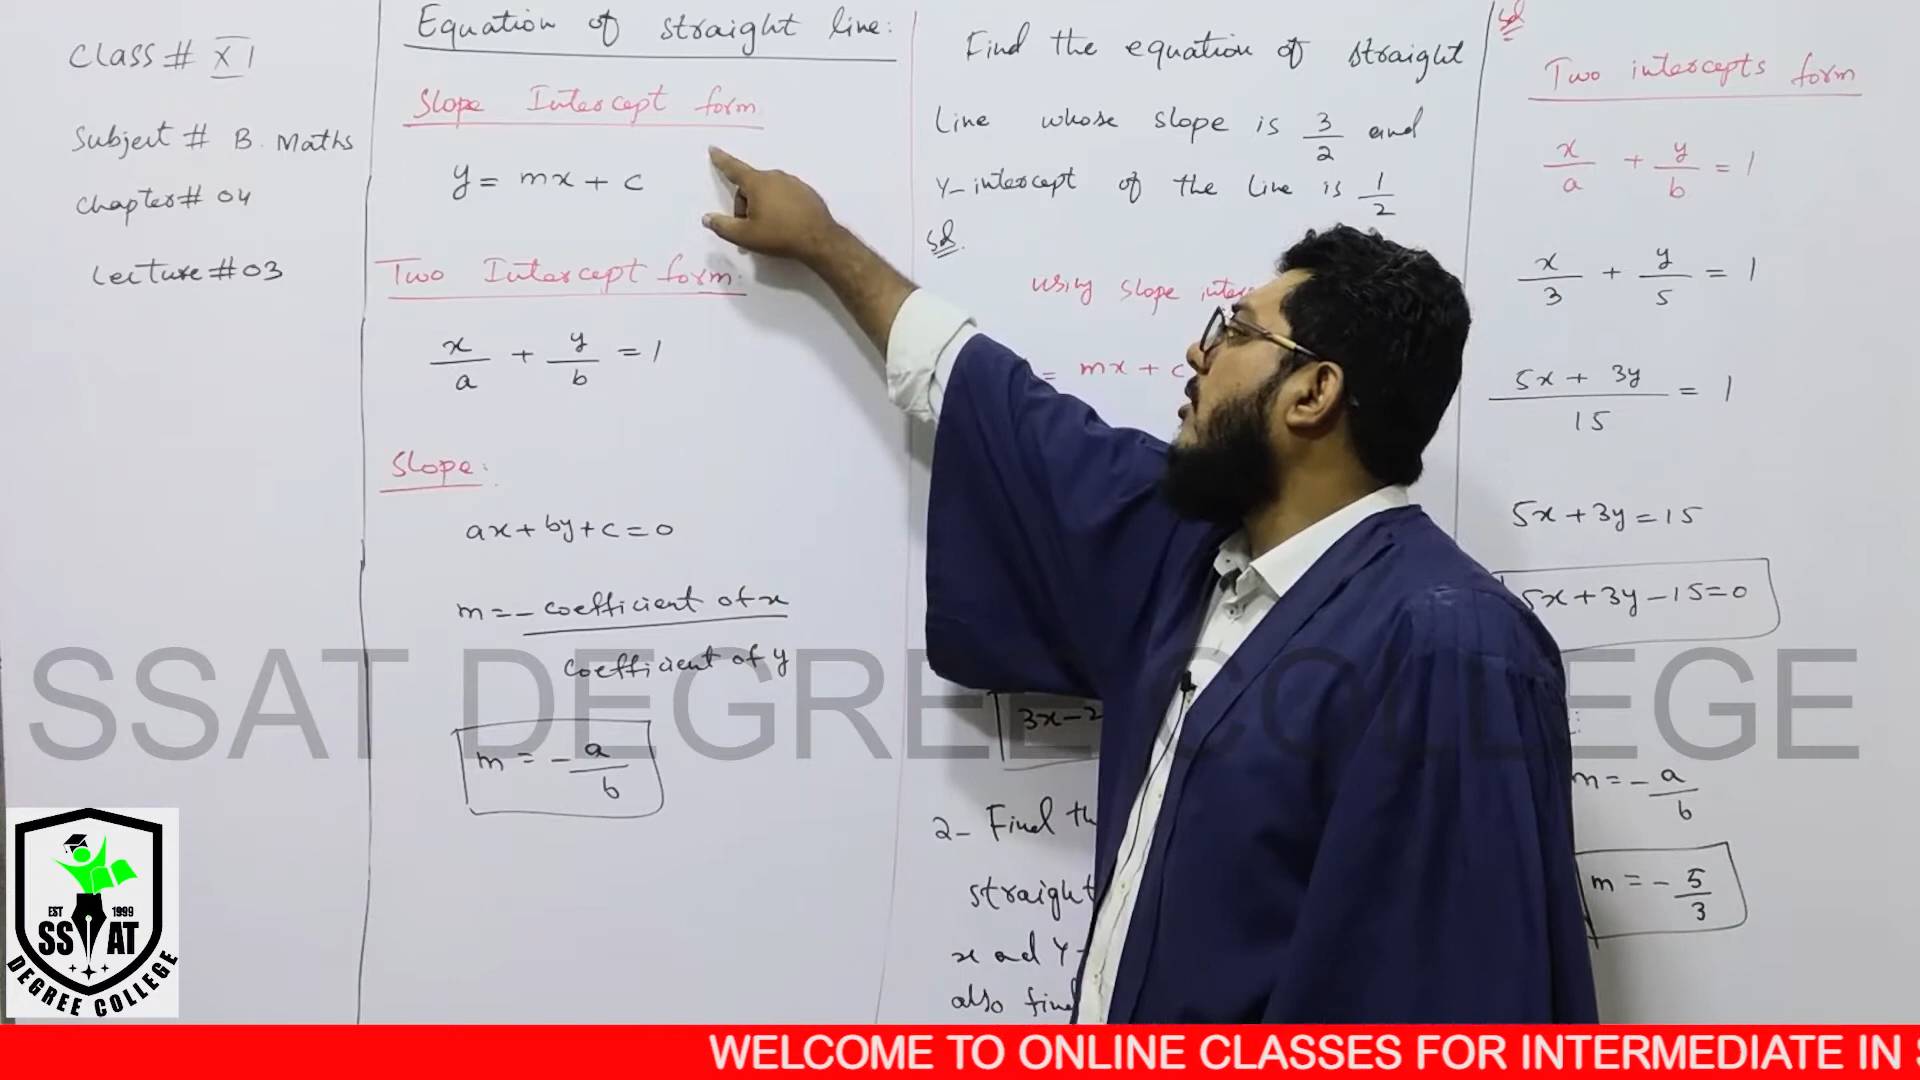 Class # XI
Subject # B. Maths
Chapter # 04
Lecture # 03
Equation of straight line:
Slope Intercept form
y = mx + c
Two Intercept form.
x/a + y/b = 1
Slope:
ax + by + c = 0
m = - coefficient of x / coefficient of y
m = - a/b
Find the equation of straight
Line whose slope is 3/2 and
Y-intercept of the line is 1/2
Sol.
using slope
= mx + c
3x - 2
2- Find
straight
x and Y-
also find
Sol
Two intercepts form
x/a + y/b = 1
x/3 + y/5 = 1
5x + 3y / 15 = 1
5x + 3y = 15
5x + 3y - 15 = 0
m = - a/b
m = - 5/3
SSAT DEGREE COLLEGE
EST 1999
SSAT
DEGREE COLLEGE
WELCOME TO ONLINE CLASSES FOR INTERMEDIATE IN